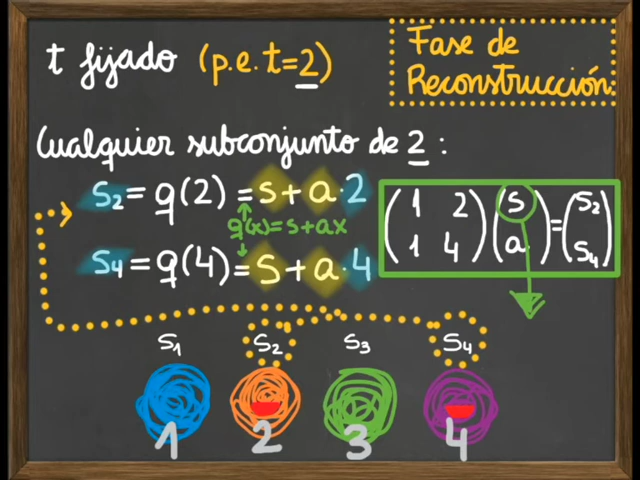 t fijado (p.e. t=2)
Fase de
Reconstrucción
Cualquier subconjunto de 2 :
S₂ = q(2) = s + a · 2
q(x) = s + ax
S₄ = q(4) = s + a · 4
( 1 2 ) ( s ) = ( S₂ )
( 1 4 ) ( a ) ( S₄ )
S₁ S₂ S₃ S₄
1 2 3 4